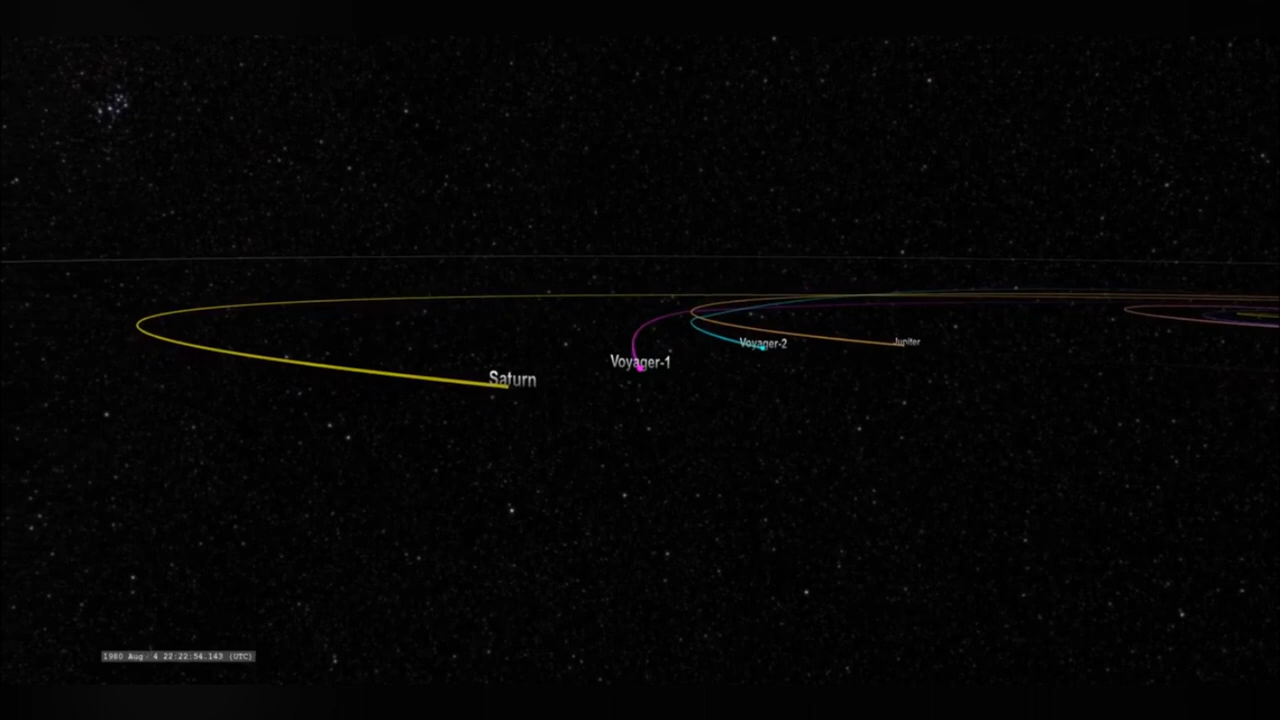 Voyager-2
Jupiter
Voyager-1
Saturn
1980 Aug 4 22:22:54.143 (UTC)